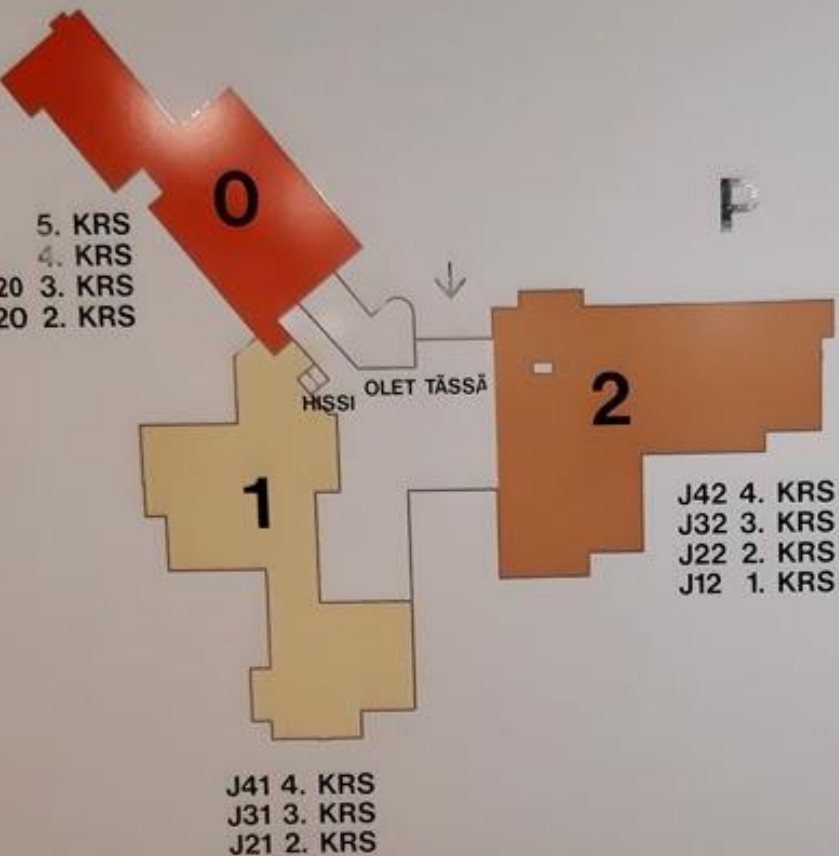 0
P
5. KRS
4. KRS
20 3. KRS
20 2. KRS
OLET TÄSSÄ
HISSI
2
1
J42 4. KRS
J32 3. KRS
J22 2. KRS
J12 1. KRS
J41 4. KRS
J31 3. KRS
J21 2. KRS